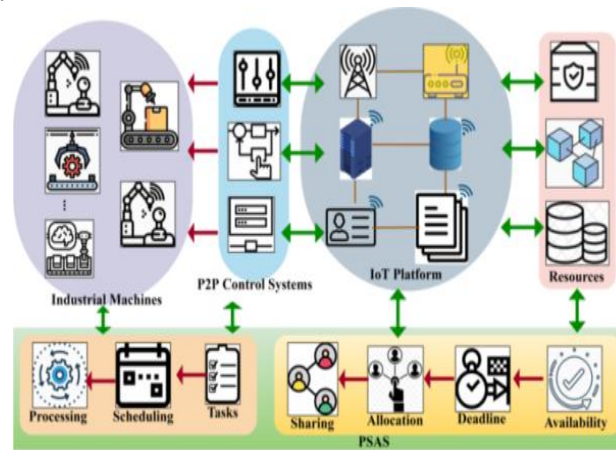 Industrial Machines
P2P Control Systems
IoT Platform
Resources
Processing
Scheduling
Tasks
Sharing
Allocation
Deadline
Availability
PSAS